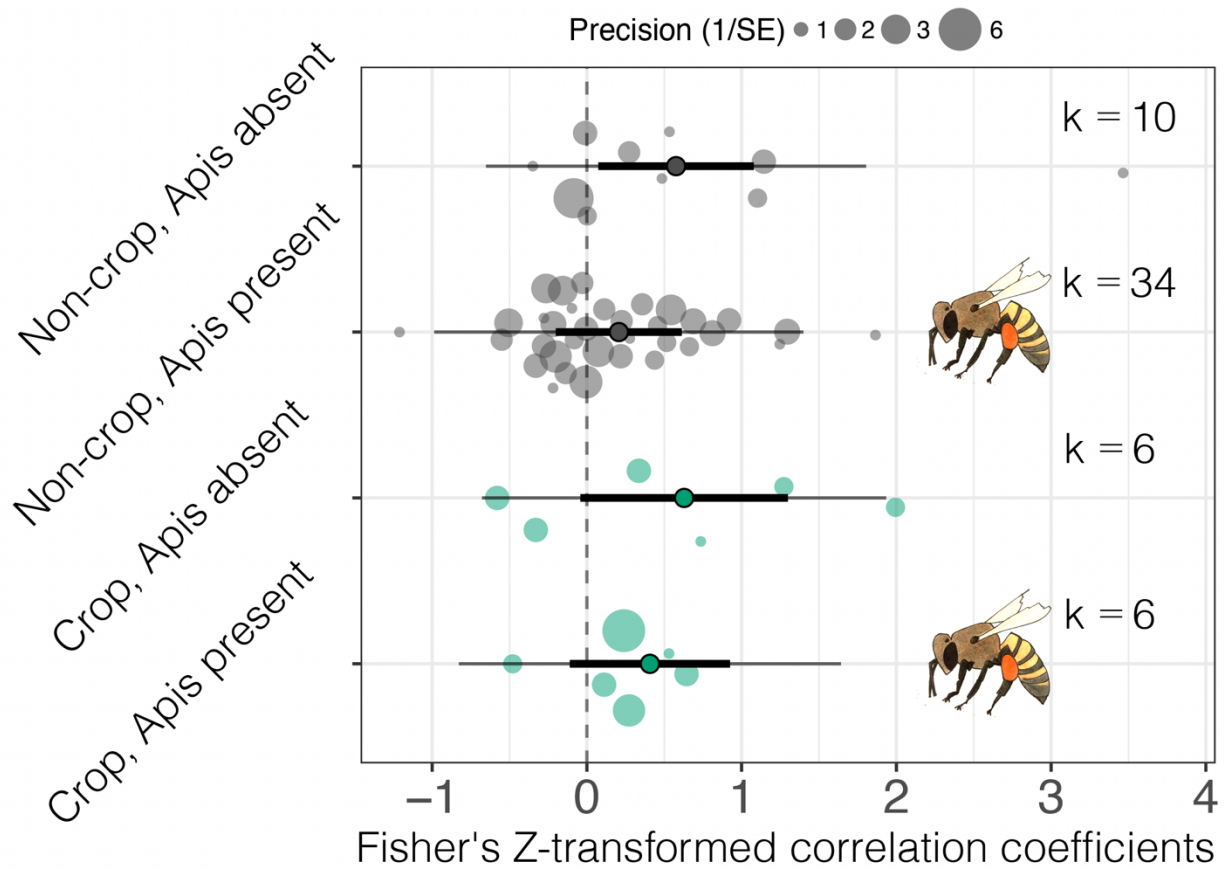 Precision (1/SE) 1 2 3 6
Non-crop, Apis absent
k = 10
Non-crop, Apis present
k = 34
Crop, Apis absent
k = 6
Crop, Apis present
k = 6
−1 0 1 2 3 4
Fisher's Z-transformed correlation coefficients